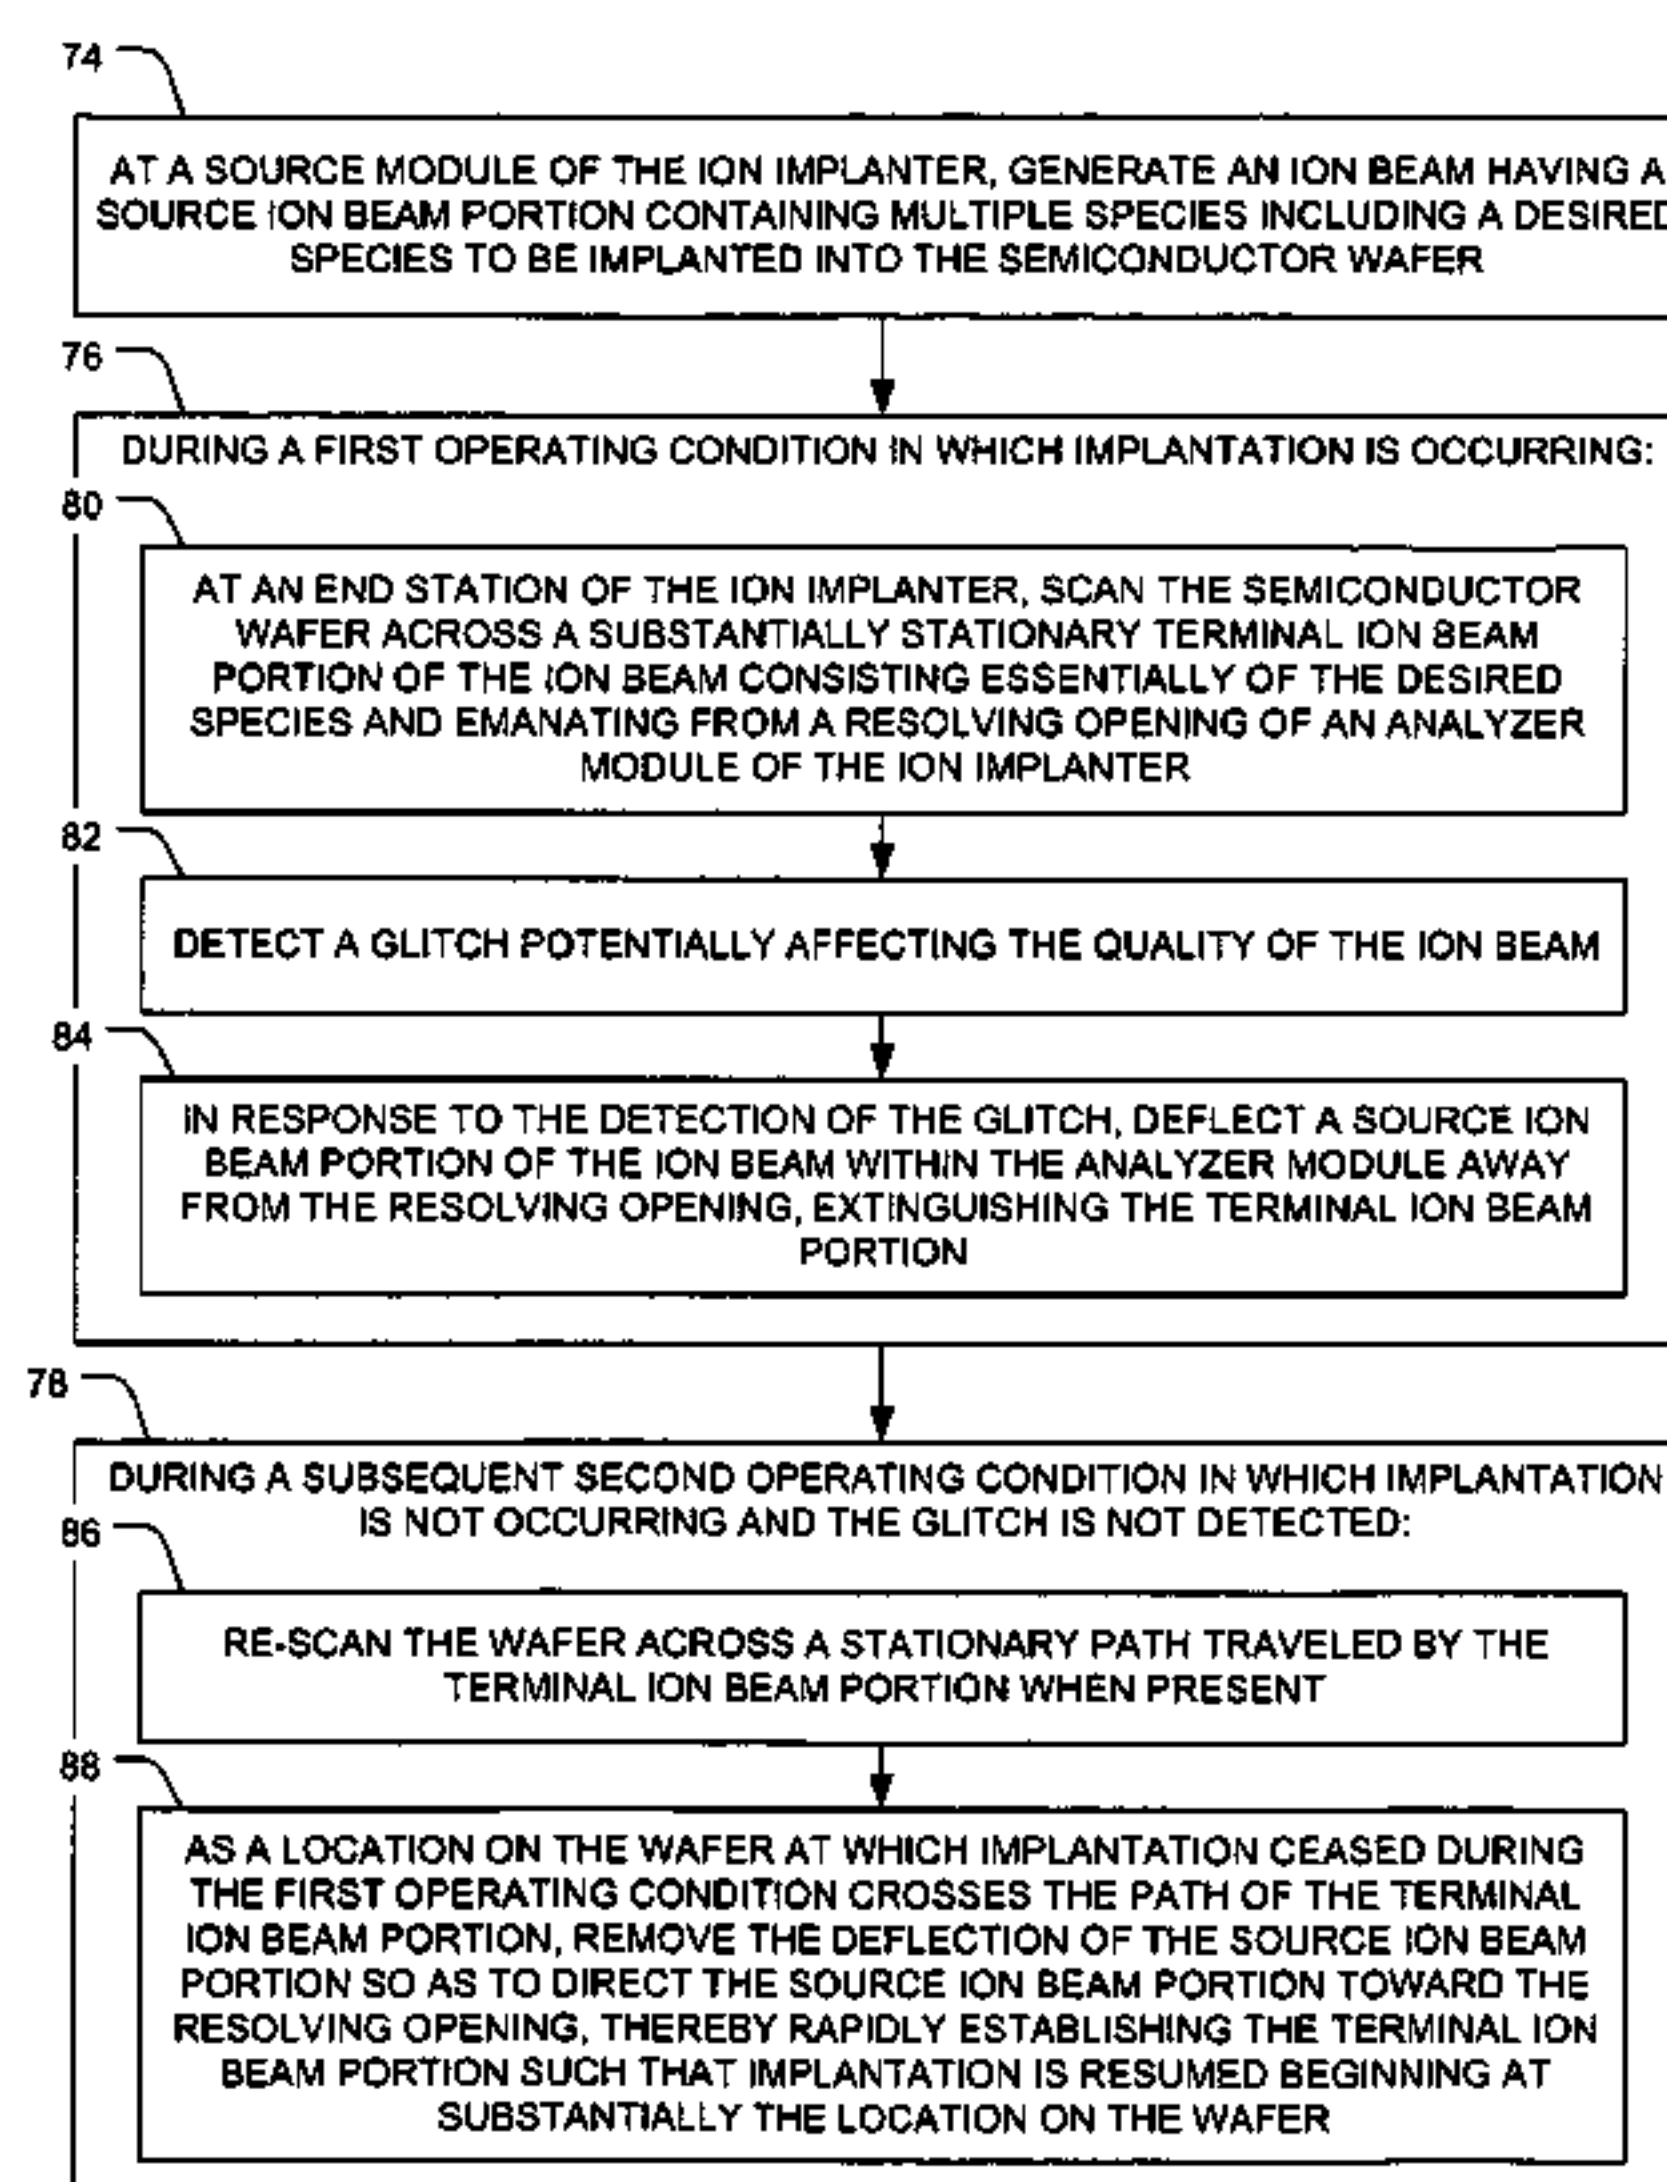 74
AT A SOURCE MODULE OF THE ION IMPLANTER, GENERATE AN ION BEAM HAVING A
SOURCE ION BEAM PORTION CONTAINING MULTIPLE SPECIES INCLUDING A DESIRED
SPECIES TO BE IMPLANTED INTO THE SEMICONDUCTOR WAFER
76
DURING A FIRST OPERATING CONDITION IN WHICH IMPLANTATION IS OCCURRING:
80
AT AN END STATION OF THE ION IMPLANTER, SCAN THE SEMICONDUCTOR
WAFER ACROSS A SUBSTANTIALLY STATIONARY TERMINAL ION BEAM
PORTION OF THE ION BEAM CONSISTING ESSENTIALLY OF THE DESIRED
SPECIES AND EMANATING FROM A RESOLVING OPENING OF AN ANALYZER
MODULE OF THE ION IMPLANTER
82
DETECT A GLITCH POTENTIALLY AFFECTING THE QUALITY OF THE ION BEAM
84
IN RESPONSE TO THE DETECTION OF THE GLITCH, DEFLECT A SOURCE ION
BEAM PORTION OF THE ION BEAM WITHIN THE ANALYZER MODULE AWAY
FROM THE RESOLVING OPENING, EXTINGUISHING THE TERMINAL ION BEAM
PORTION
78
DURING A SUBSEQUENT SECOND OPERATING CONDITION IN WHICH IMPLANTATION
IS NOT OCCURRING AND THE GLITCH IS NOT DETECTED:
86
RE-SCAN THE WAFER ACROSS A STATIONARY PATH TRAVELED BY THE
TERMINAL ION BEAM PORTION WHEN PRESENT
88
AS A LOCATION ON THE WAFER AT WHICH IMPLANTATION CEASED DURING
THE FIRST OPERATING CONDITION CROSSES THE PATH OF THE TERMINAL
ION BEAM PORTION, REMOVE THE DEFLECTION OF THE SOURCE ION BEAM
PORTION SO AS TO DIRECT THE SOURCE ION BEAM PORTION TOWARD THE
RESOLVING OPENING, THEREBY RAPIDLY ESTABLISHING THE TERMINAL ION
BEAM PORTION SUCH THAT IMPLANTATION IS RESUMED BEGINNING AT
SUBSTANTIALLY THE LOCATION ON THE WAFER